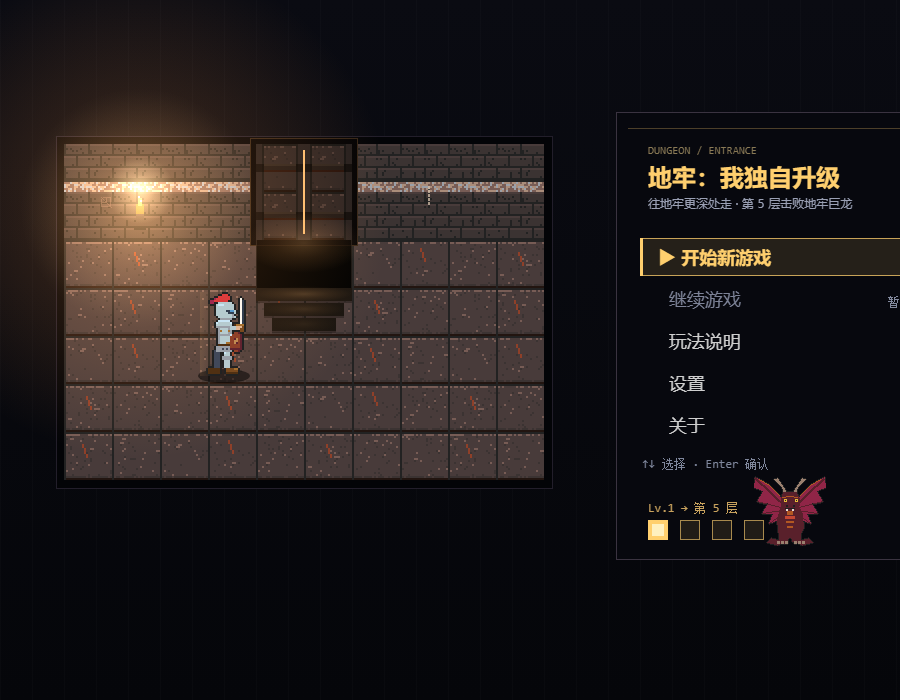 DUNGEON / ENTRANCE
地牢：我独自升级
往地牢更深处走 · 第 5 层击败地牢巨龙
▶ 开始新游戏
继续游戏 暂
玩法说明
设置
关于
↑↓ 选择 · Enter 确认
Lv.1 → 第 5 层